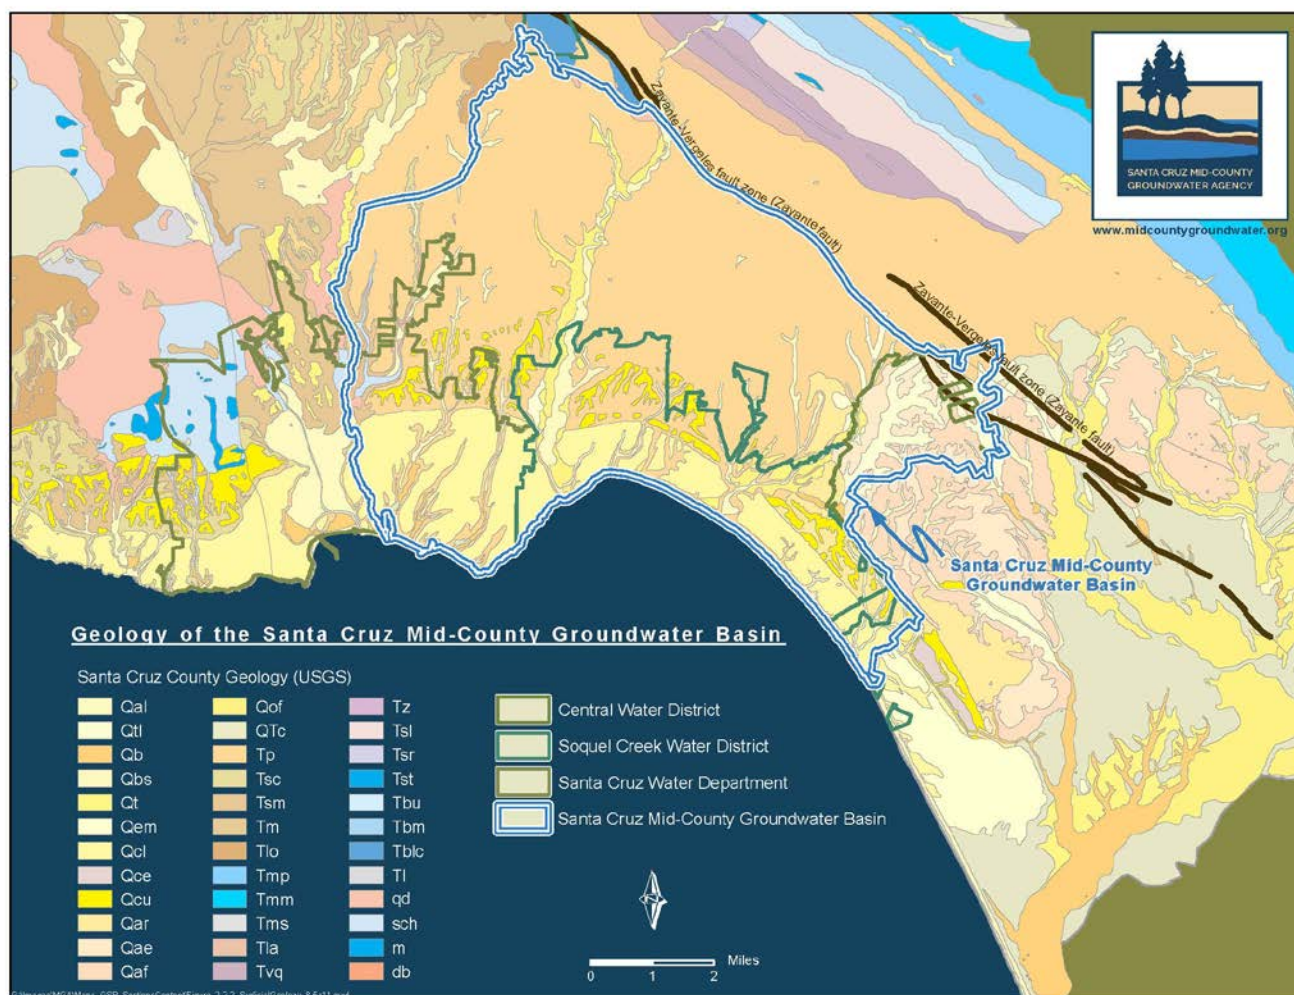 SANTA CRUZ MID-COUNTY
GROUNDWATER AGENCY
www.midcountygroundwater.org
Zayante-Vergeles fault zone (Zayante fault)
Zayante-Vergeles fault zone (Zayante fault)
Santa Cruz Mid-County
Groundwater Basin
Geology of the Santa Cruz Mid-County Groundwater Basin
Santa Cruz County Geology (USGS)
Qal
Qtl
Qb
Qbs
Qt
Qem
Qcl
Qce
Qcu
Qar
Qae
Qaf
Qof
QTc
Tp
Tsc
Tsm
Tm
Tlo
Tmp
Tmm
Tms
Tla
Tvq
Tz
Tsl
Tsr
Tst
Tbu
Tbm
Tblc
Tl
qd
sch
m
db
Central Water District
Soquel Creek Water District
Santa Cruz Water Department
Santa Cruz Mid-County Groundwater Basin
Miles
0 1 2